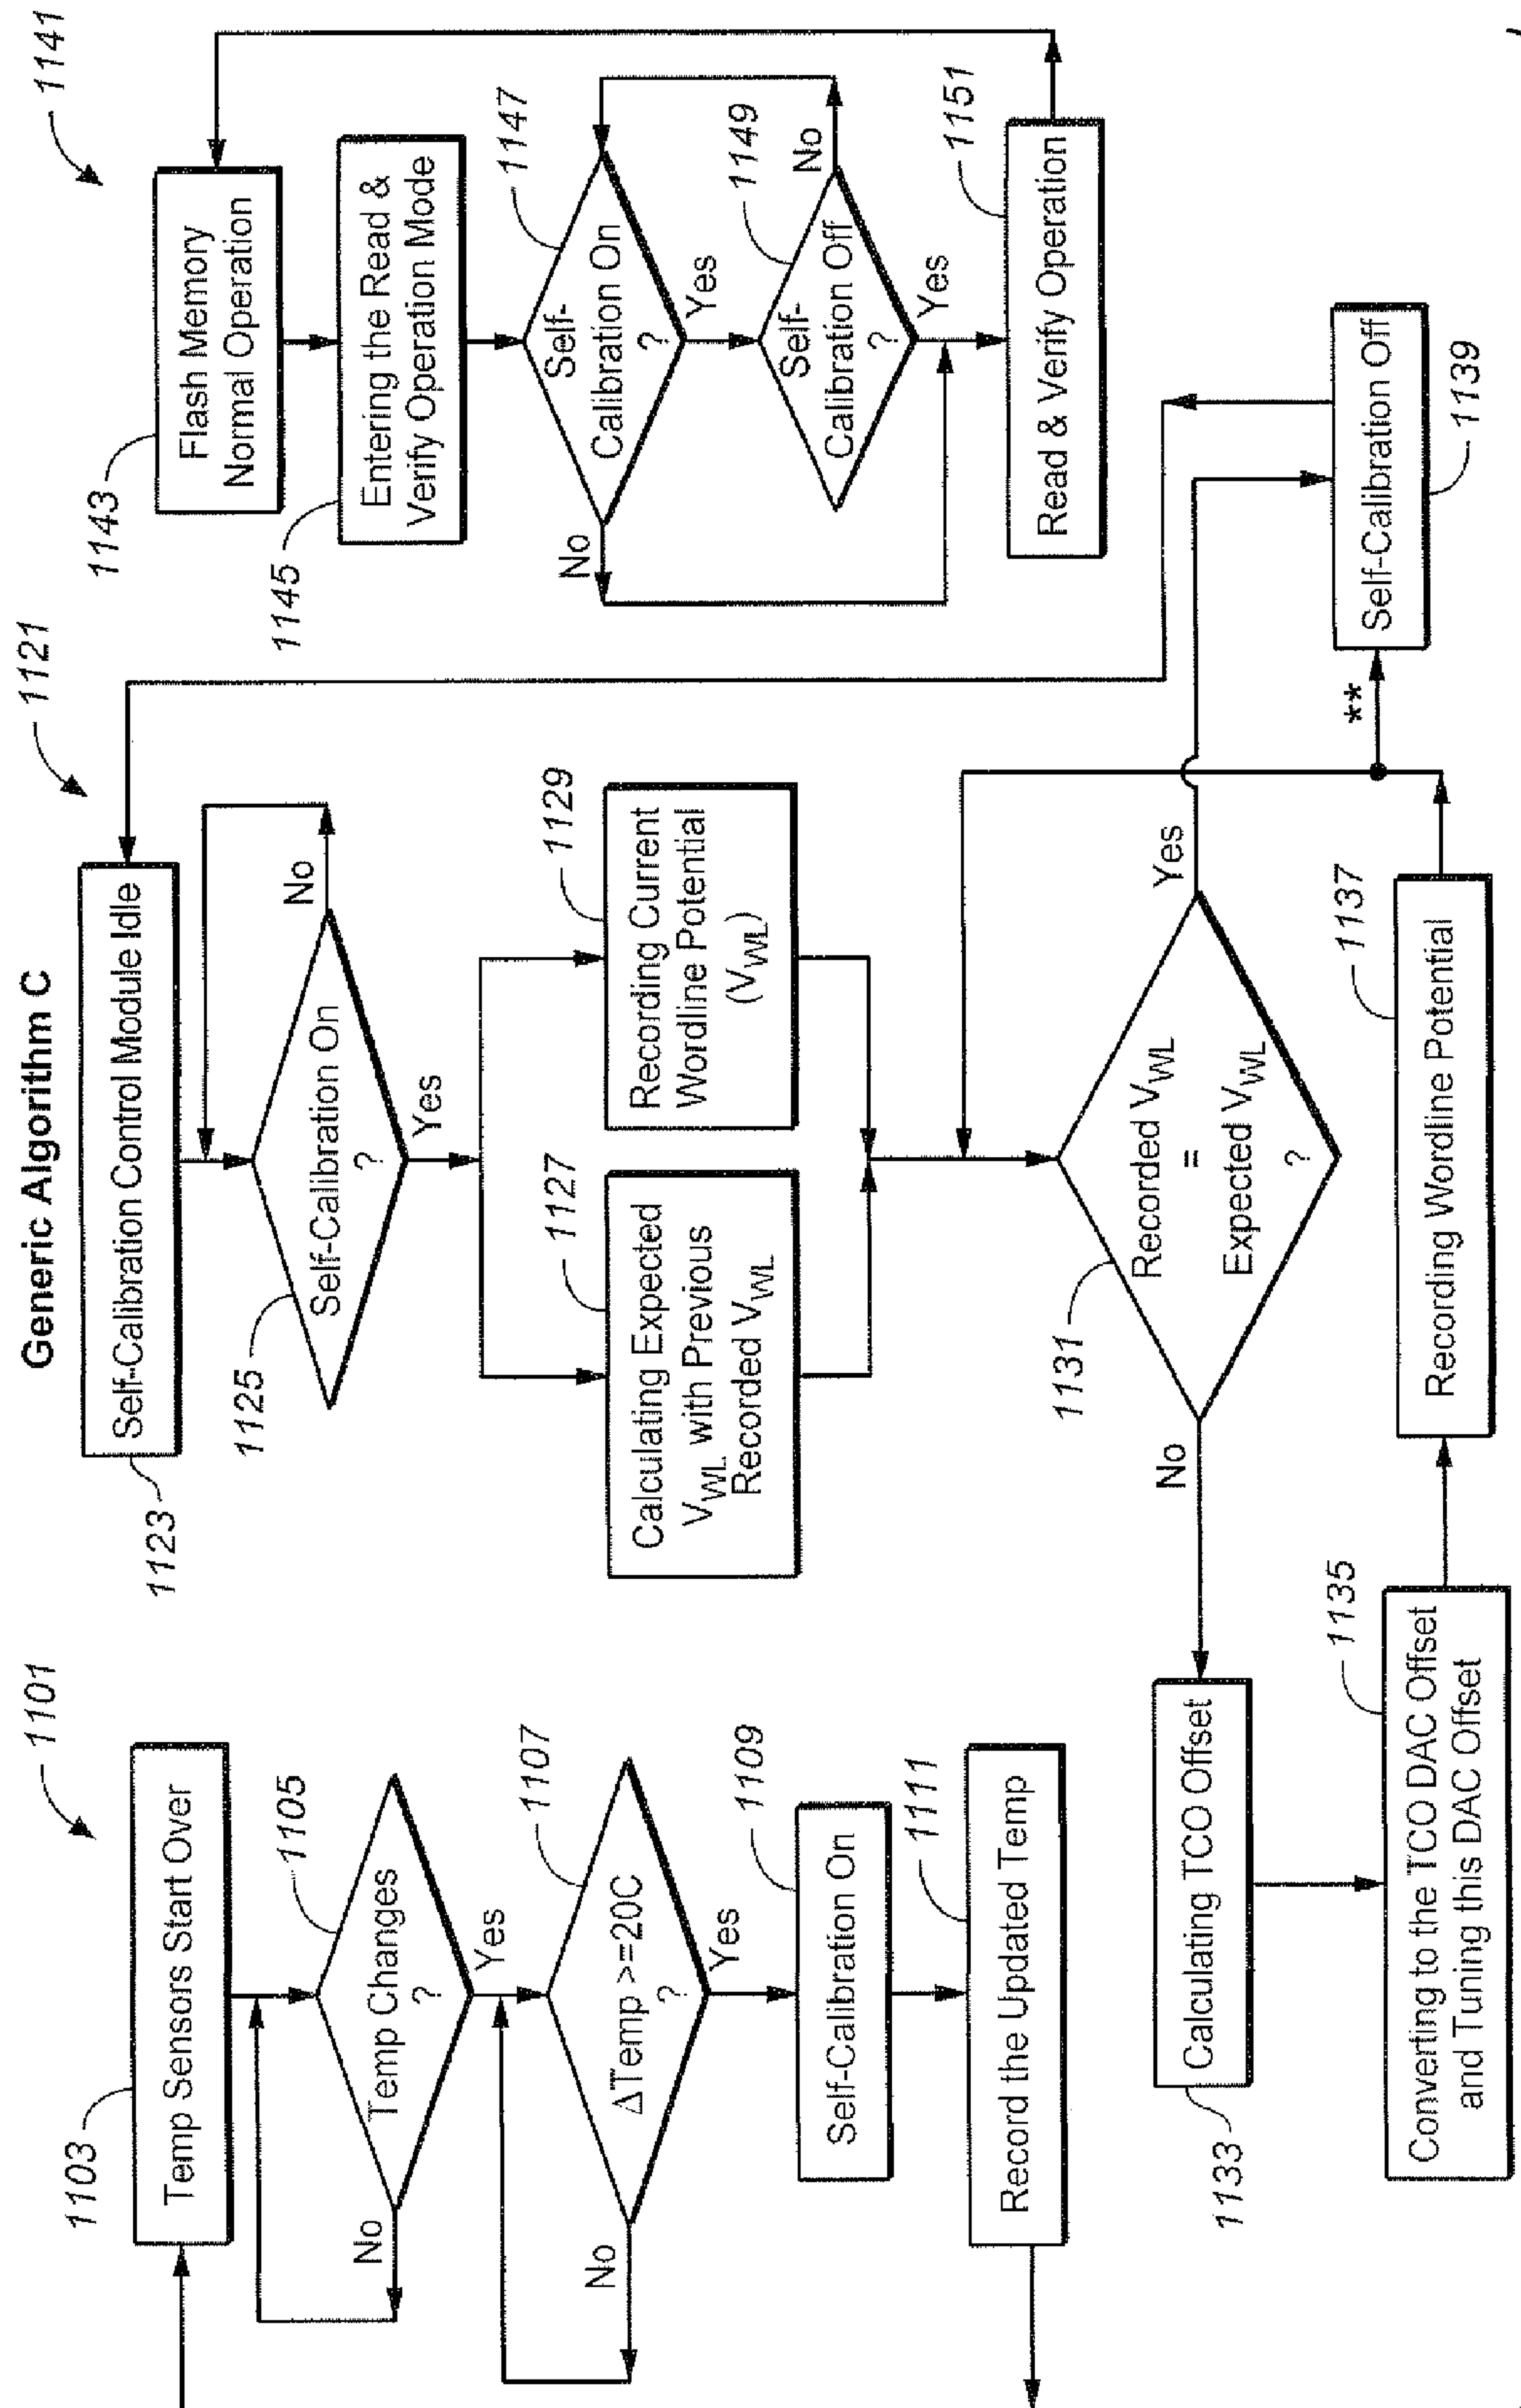 Generic Algorithm C
1101
1103
Temp Sensors Start Over
1105
Temp Changes
?
No
Yes
1107
ΔTemp >=20C
?
No
Yes
1109
Self-Calibration On
1111
Record the Updated Temp
1121
1123
Self-Calibration Control Module Idle
1125
Self-Calibration On
?
No
Yes
1127
Calculating Expected
VWL with Previous
Recorded VWL
1129
Recording Current
Wordline Potential
(VWL)
1131
Recorded VWL
=
Expected VWL
?
No
Yes
1133
Calculating TCO Offset
1135
Converting to the TCO DAC Offset
and Tuning this DAC Offset
1137
Recording Wordline Potential
**
1139
Self-Calibration Off
1141
1143
Flash Memory
Normal Operation
1145
Entering the Read &
Verify Operation Mode
1147
Self-
Calibration On
?
No
Yes
1149
Self-
Calibration Off
?
No
Yes
1151
Read & Verify Operation